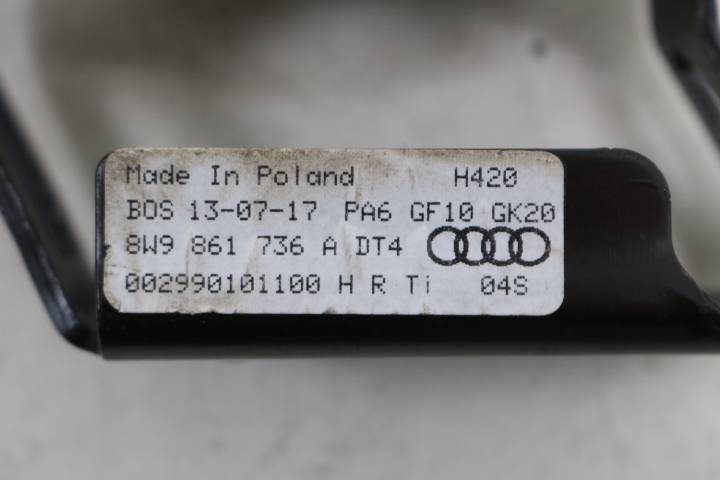 Made In Poland H420
BOS 13-07-17 PA6 GF10 GK20
8W9 861 736 A DT4
002990101100 H R Ti 04S